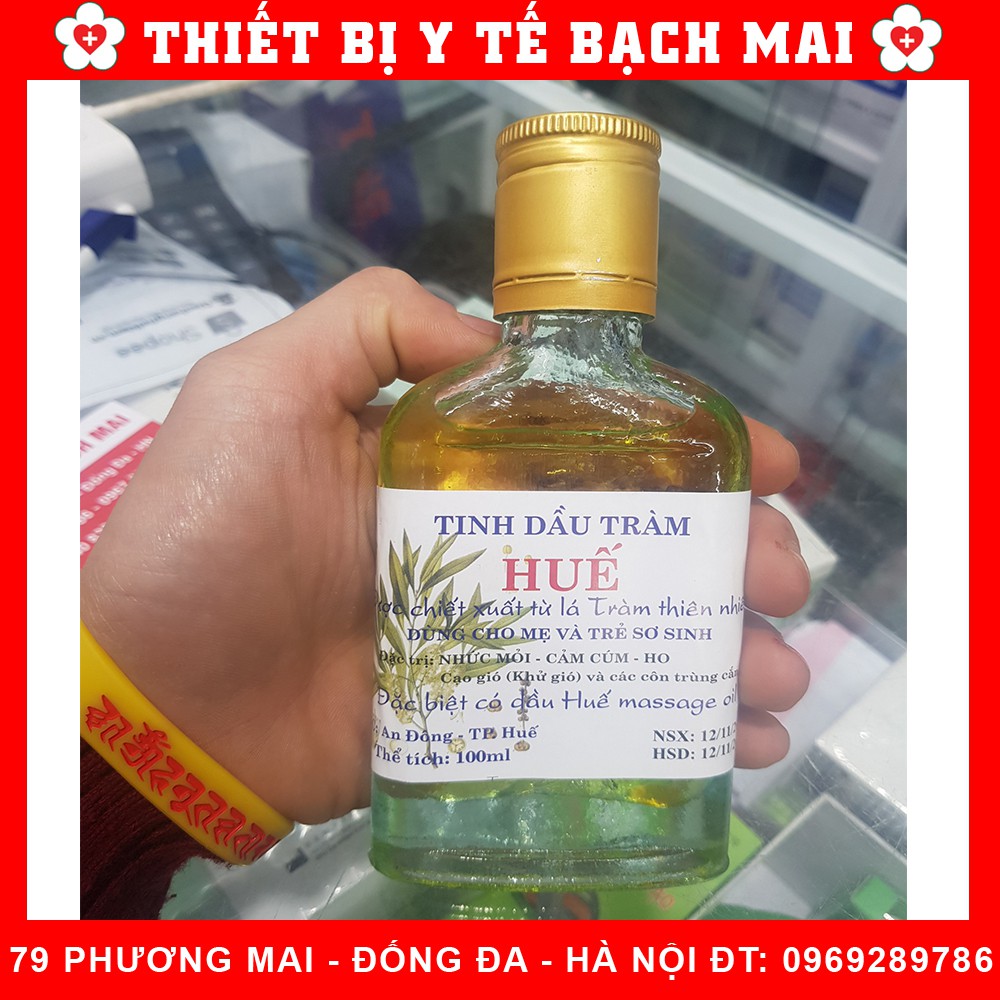 THIẾT BỊ Y TẾ BẠCH MAI
Shopee
H MAI
TINH DẦU TRÀM
HUẾ
chiết xuất từ lá Tràm thiên
DÙNG CHO MẸ VÀ TRẺ SƠ SINH
Đặc trị: NHỨC MỎI - CẢM CÚM - HO
Cạo gió (Khử gió) và các côn trùng cắn
Đặc biệt có dầu Huế massage oil
An Đông - TP. Huế
Thể tích: 100ml
NSX: 12/11/
HSD: 12/11/
79 PHƯƠNG MAI - ĐỐNG ĐA - HÀ NỘI ĐT: 0969289786